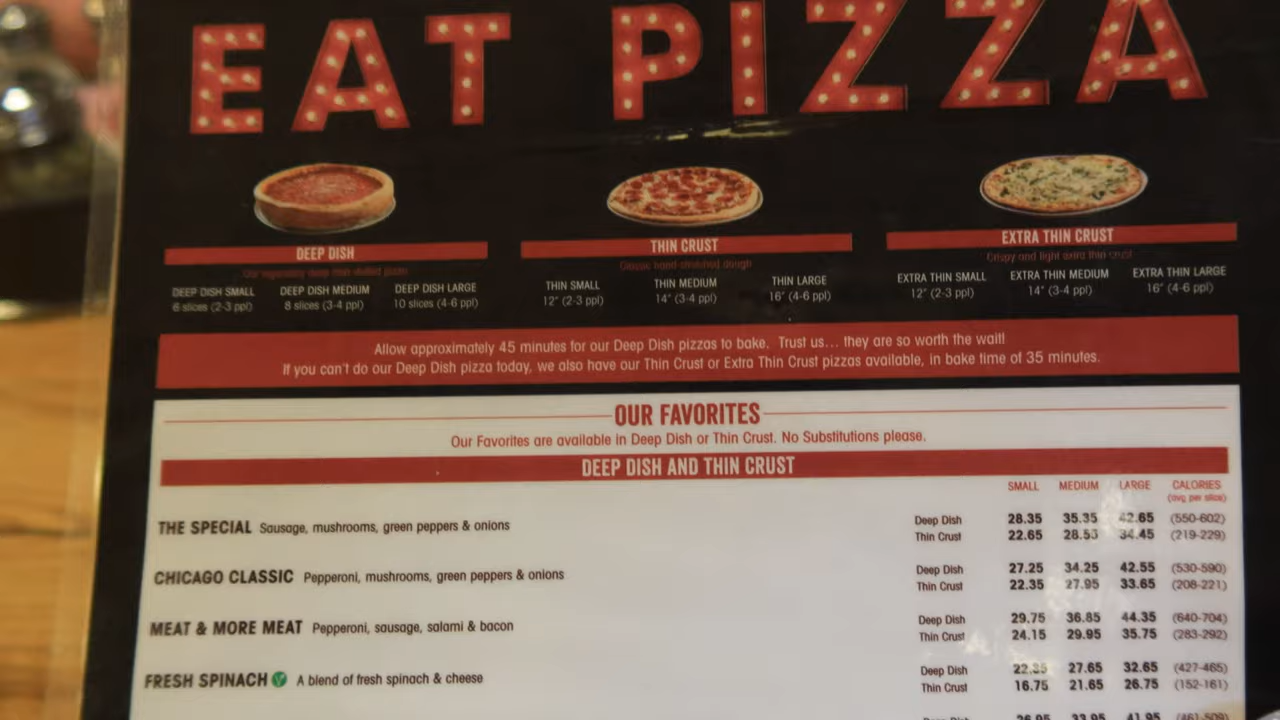 EAT PIZZA
DEEP DISH
THIN CRUST
EXTRA THIN CRUST
Our legendary deep dish stuffed pizza
Classic hand-stretched dough
Crispy and light extra thin crust
DEEP DISH SMALL DEEP DISH MEDIUM DEEP DISH LARGE
6 slices (2-3 ppl) 8 slices (3-4 ppl) 10 slices (4-6 ppl)
THIN SMALL THIN MEDIUM THIN LARGE
12" (2-3 ppl) 14" (3-4 ppl) 16" (4-6 ppl)
EXTRA THIN SMALL EXTRA THIN MEDIUM EXTRA THIN LARGE
12" (2-3 ppl) 14" (3-4 ppl) 16" (4-6 ppl)
Allow approximately 45 minutes for our Deep Dish pizzas to bake. Trust us... they are so worth the wait!
If you can't do our Deep Dish pizza today, we also have our Thin Crust or Extra Thin Crust pizzas available, in bake time of 35 minutes.
OUR FAVORITES
Our Favorites are available in Deep Dish or Thin Crust. No Substitutions please.
DEEP DISH AND THIN CRUST
SMALL MEDIUM LARGE CALORIES
(avg per slice)
THE SPECIAL Sausage, mushrooms, green peppers & onions
Deep Dish 28.35 35.35 42.65 (550-602)
Thin Crust 22.65 28.55 34.45 (219-229)
CHICAGO CLASSIC Pepperoni, mushrooms, green peppers & onions
Deep Dish 27.25 34.25 42.55 (530-590)
Thin Crust 22.35 27.95 33.65 (208-221)
MEAT & MORE MEAT Pepperoni, sausage, salami & bacon
Deep Dish 29.75 36.85 44.35 (640-704)
Thin Crust 24.15 29.95 35.75 (283-292)
FRESH SPINACH A blend of fresh spinach & cheese
Deep Dish 22.35 27.65 32.65 (427-465)
Thin Crust 16.75 21.65 26.75 (152-161)